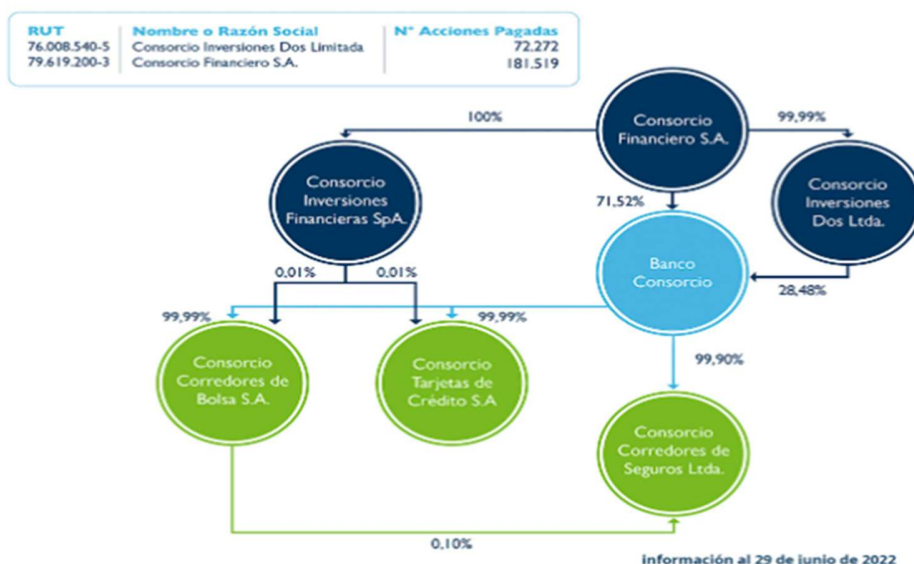 RUT Nombre o Razón Social N° Acciones Pagadas
76.008.540-5 Consorcio Inversiones Dos Limitada 72.272
79.619.200-3 Consorcio Financiero S.A. 181.519
100%
Consorcio
Financiero S.A.
99,99%
Consorcio
Inversiones
Financieras SpA.
71,52%
Consorcio
Inversiones
Dos Ltda.
0,01%
0,01%
Banco
Consorcio
28,48%
99,99%
99,99%
Consorcio
Corredores de
Bolsa S.A.
Consorcio
Tarjetas de
Crédito S.A
99,90%
Consorcio
Corredores de
Seguros Ltda.
0,10%
información al 29 de junio de 2022